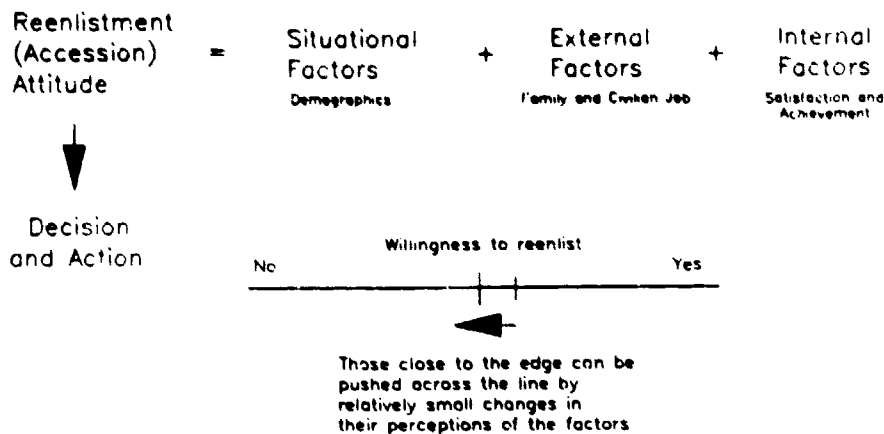 Reenlistment
(Accession)
Attitude
=
Situational
Factors
Demographics
+
External
Factors
Family and Civilian Job
+
Internal
Factors
Satisfaction and
Achievement
Decision
and Action
Willingness to reenlist
No
Yes
Those close to the edge can be
pushed across the line by
relatively small changes in
their perceptions of the factors